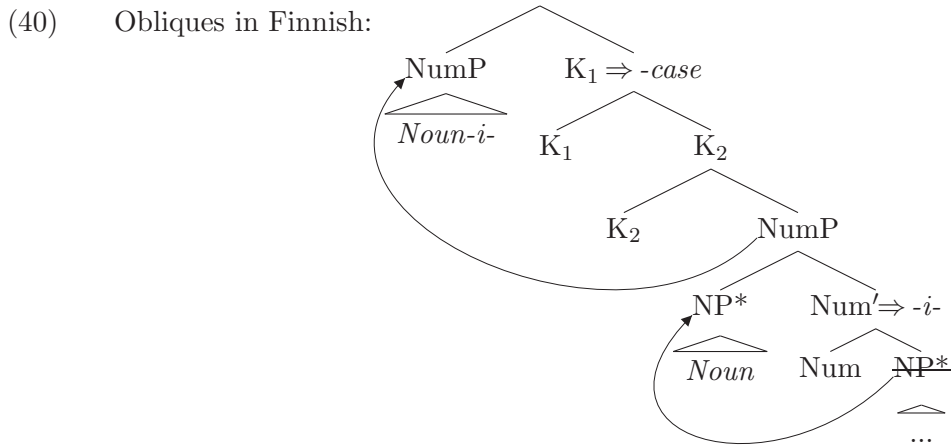 (40) Obliques in Finnish:
NumP K₁ ⇒ -case
Noun-i- K₁ K₂
K₂ NumP
NP* Num′⇒ -i-
Noun Num NP*
...